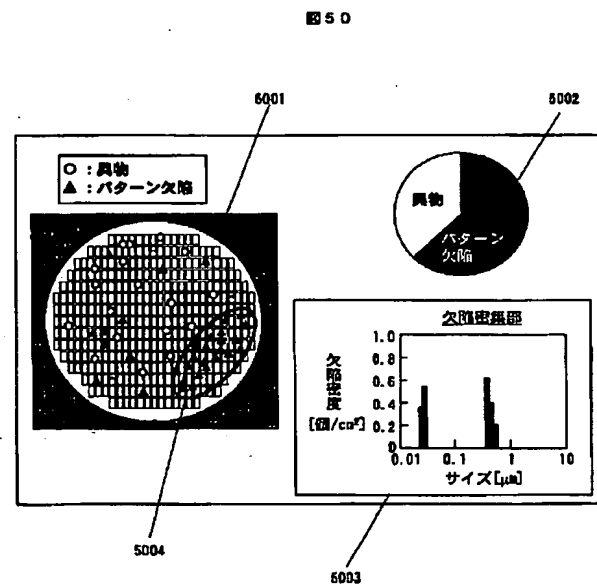 図50
5001
5002
○：異物
▲：パターン欠陥
異物
パターン
欠陥
欠陥密集部
欠陥密度
[個/cm²]
1.0
0.8
0.6
0.4
0.2
0
0.01
0.1
1
10
サイズ[μm]
5004
5003